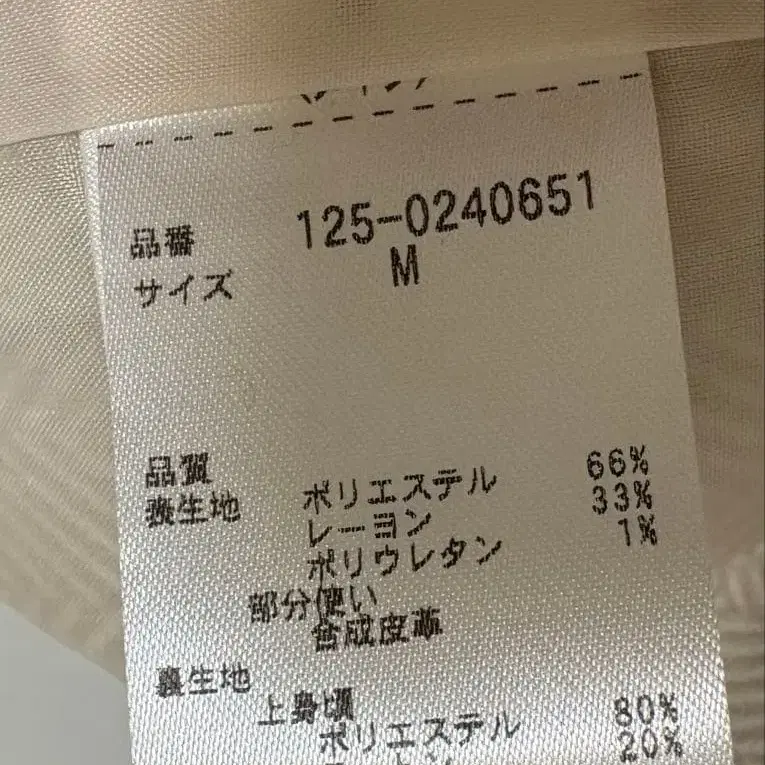 品番 125-0240651
サイズ M
品質
表生地 ポリエステル 66%
レーヨン 33%
ポリウレタン 1%
部分使い
合成皮革
裏生地
上身頃
ポリエステル 80%
20%